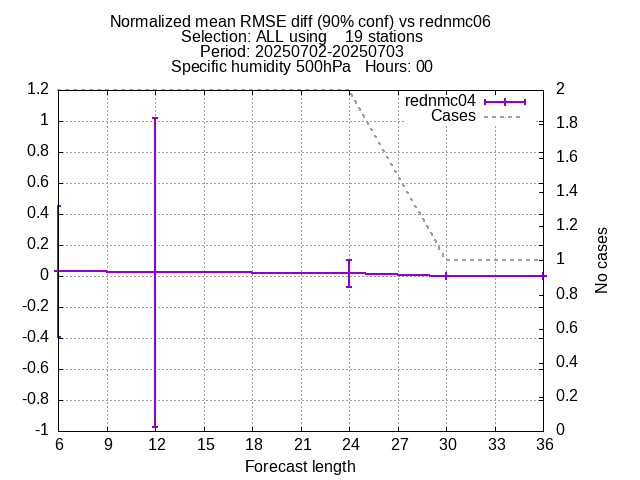 Normalized mean RMSE diff (90% conf) vs rednmc06
Selection: ALL using    19 stations
Period: 20250702-20250703
Specific humidity 500hPa   Hours: 00
rednmc04
Cases
1.2
1
0.8
0.6
0.4
0.2
0
-0.2
-0.4
-0.6
-0.8
-1
2
1.8
1.6
1.4
1.2
1
0.8
0.6
0.4
0.2
0
No cases
6 9 12 15 18 21 24 27 30 33 36
Forecast length